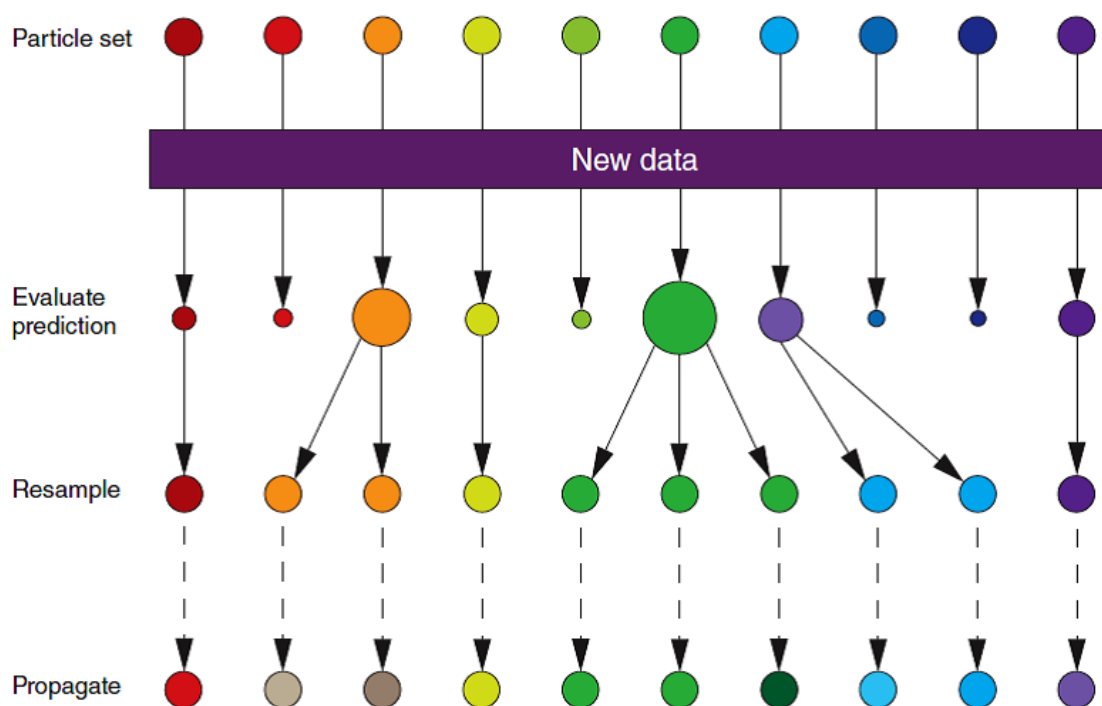 Particle set
New data
Evaluate
prediction
Resample
Propagate